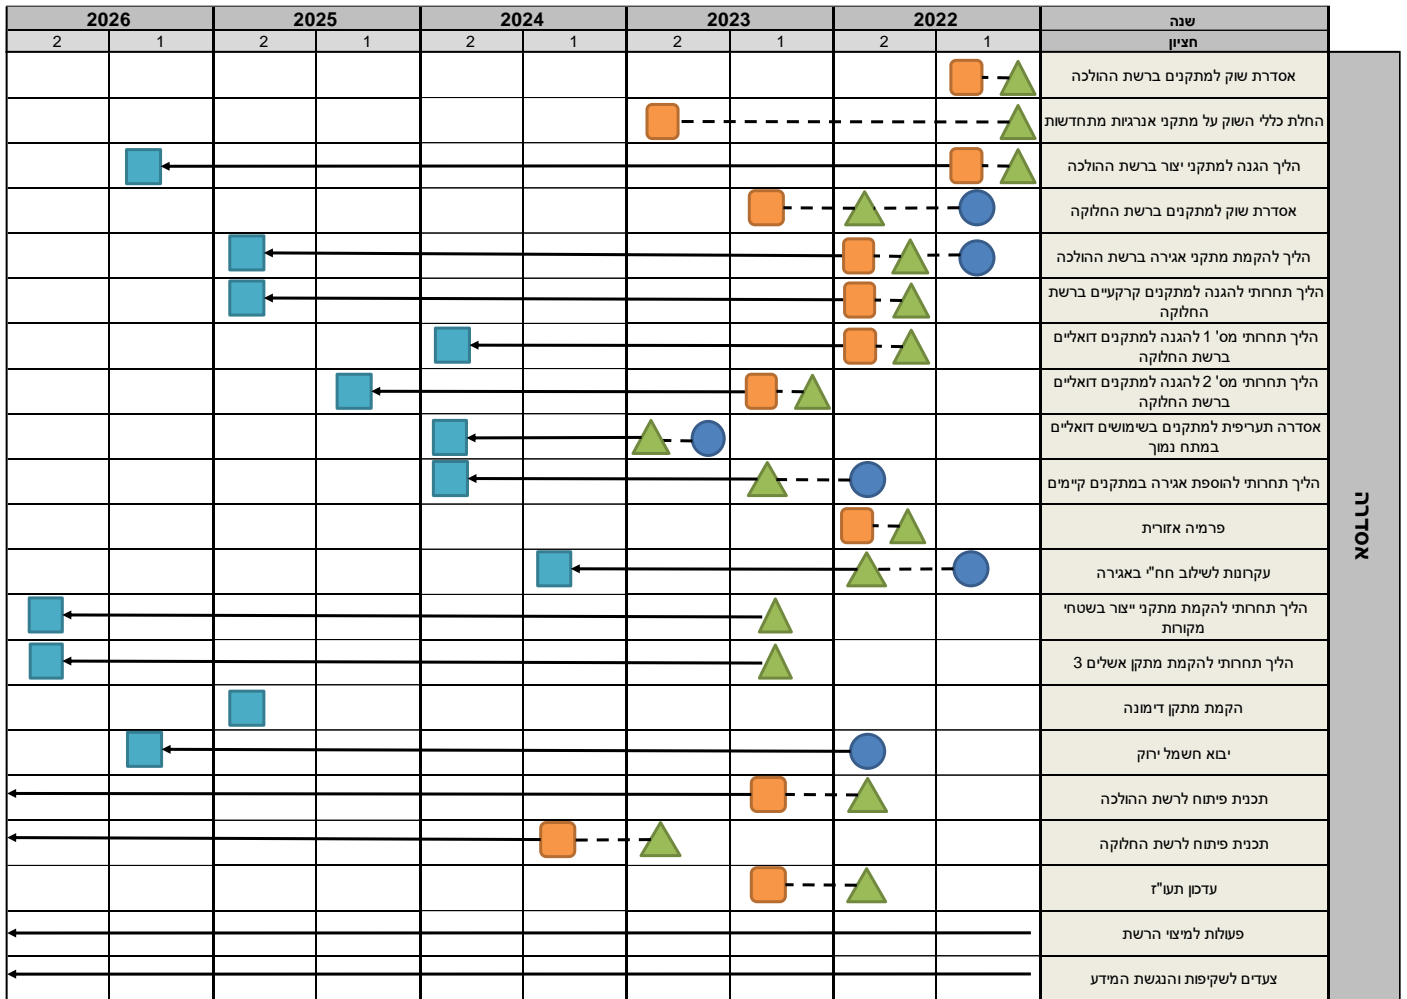 שנה 2022 2023 2024 2025 2026
חציון 1 2 1 2 1 2 1 2 1 2
אסדרה
אסדרת שוק למתקנים ברשת ההולכה
החלת כללי השוק על מתקני אנרגיות מתחדשות
הליך הגנה למתקני יצור ברשת ההולכה
אסדרת שוק למתקנים ברשת החלוקה
הליך להקמת מתקני אגירה ברשת ההולכה
הליך תחרותי להגנה למתקנים קרקעיים ברשת
החלוקה
הליך תחרותי מס' 1 להגנה למתקנים דואליים
ברשת החלוקה
הליך תחרותי מס' 2 להגנה למתקנים דואליים
ברשת החלוקה
אסדרה תעריפית למתקנים בשימושים דואליים
במתח נמוך
הליך תחרותי להוספת אגירה במתקנים קיימים
פרמיה אזורית
עקרונות לשילוב חח"י באגירה
הליך תחרותי להקמת מתקני ייצור בשטחי
מקורות
הליך תחרותי להקמת מתקן אשלים 3
הקמת מתקן דימונה
יבוא חשמל ירוק
תכנית פיתוח לרשת ההולכה
תכנית פיתוח לרשת החלוקה
עדכון תעו"ז
פעולות למיצוי הרשת
צעדים לשקיפות והנגשת המידע